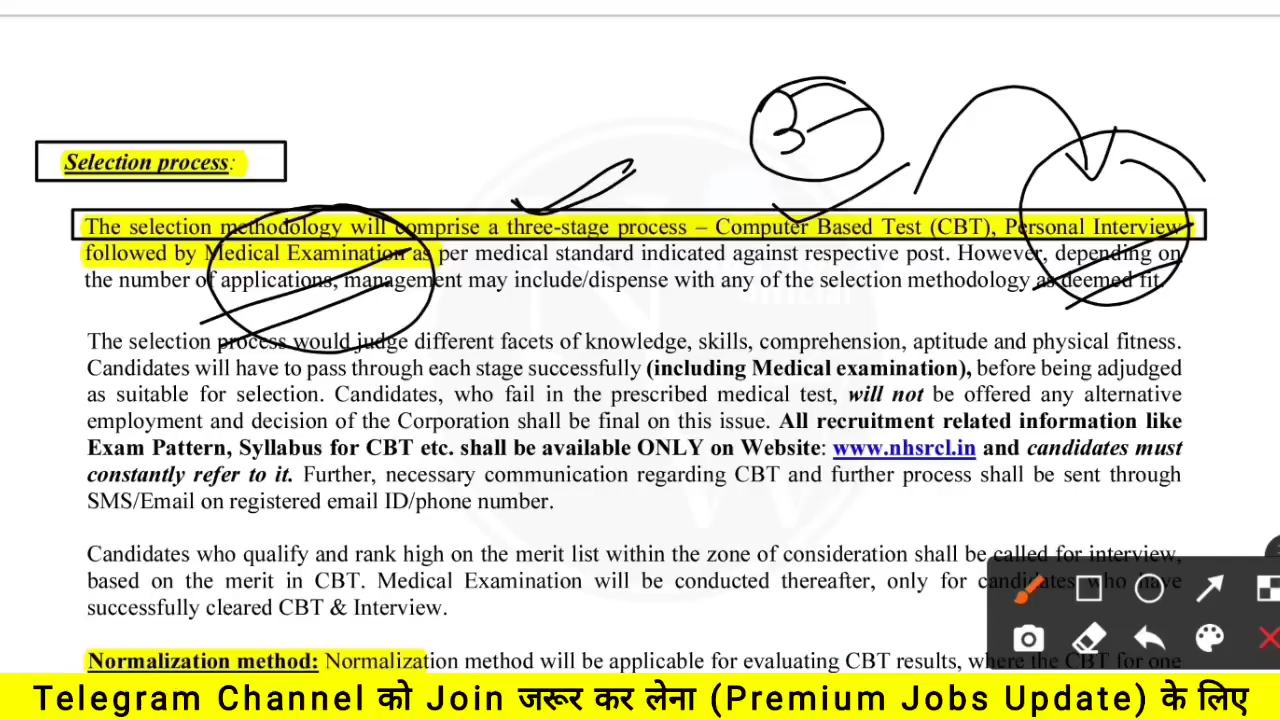 3
Selection process:
The selection methodology will comprise a three-stage process – Computer Based Test (CBT), Personal Interview
followed by Medical Examination as per medical standard indicated against respective post. However, depending on
the number of applications, management may include/dispense with any of the selection methodology as deemed fit.
The selection process would judge different facets of knowledge, skills, comprehension, aptitude and physical fitness.
Candidates will have to pass through each stage successfully (including Medical examination), before being adjudged
as suitable for selection. Candidates, who fail in the prescribed medical test, will not be offered any alternative
employment and decision of the Corporation shall be final on this issue. All recruitment related information like
Exam Pattern, Syllabus for CBT etc. shall be available ONLY on Website: www.nhsrcl.in and candidates must
constantly refer to it. Further, necessary communication regarding CBT and further process shall be sent through
SMS/Email on registered email ID/phone number.
Candidates who qualify and rank high on the merit list within the zone of consideration shall be called for interview,
based on the merit in CBT. Medical Examination will be conducted thereafter, only for candidates who have
successfully cleared CBT & Interview.
Normalization method: Normalization method will be applicable for evaluating CBT results, where the CBT for one
Telegram Channel को Join जरूर कर लेना (Premium Jobs Update) के लिए